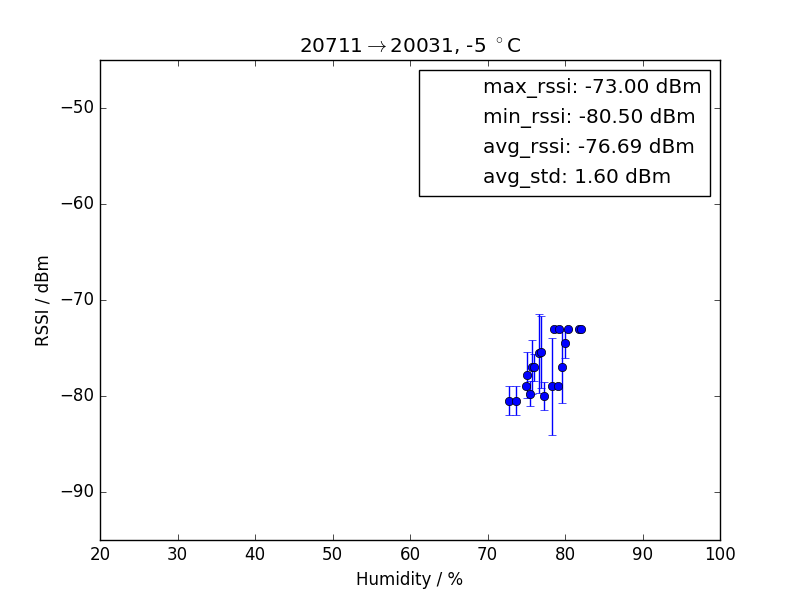 20711→20031, -5 °C
max_rssi: -73.00 dBm
min_rssi: -80.50 dBm
avg_rssi: -76.69 dBm
avg_std: 1.60 dBm
RSSI / dBm
−50
−60
−70
−80
−90
20 30 40 50 60 70 80 90 100
Humidity / %